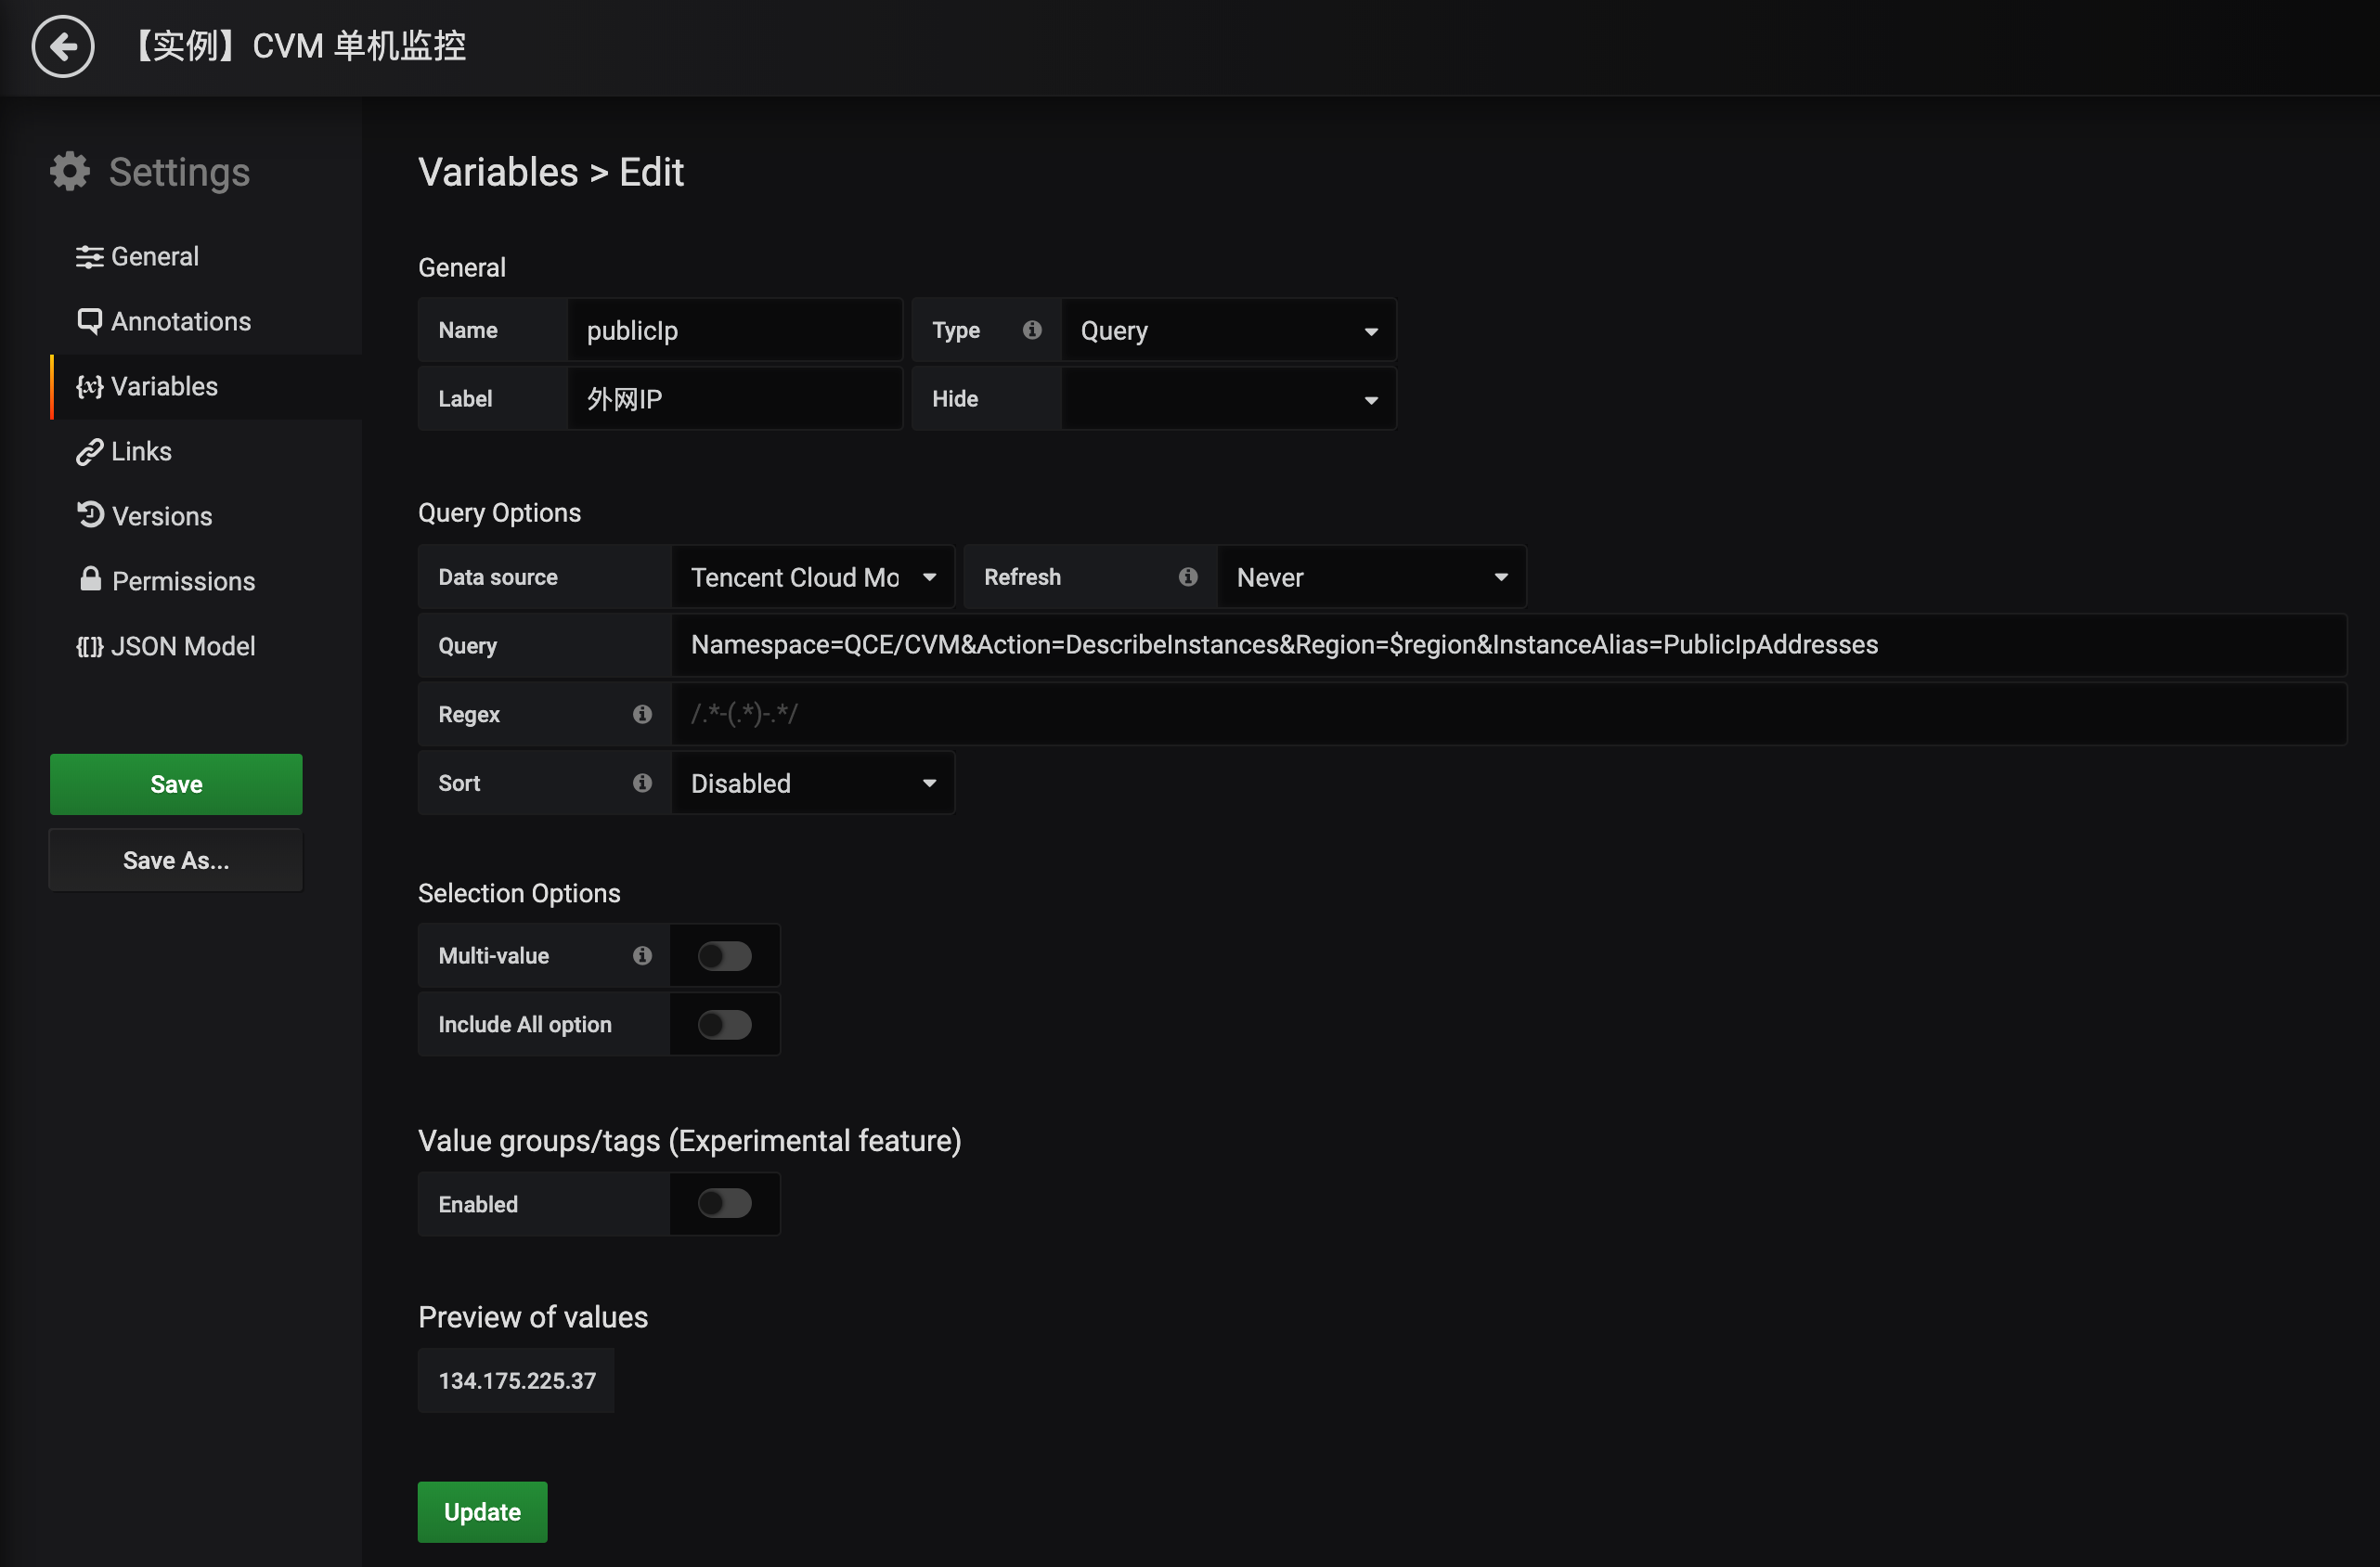 【实例】CVM 单机监控
Settings
General
Annotations
{x} Variables
Links
Versions
Permissions
{[]} JSON Model
Save
Save As...
Variables > Edit
General
Name publicIp Type Query
Label 外网IP Hide
Query Options
Data source Tencent Cloud Mo Refresh Never
Query Namespace=QCE/CVM&Action=DescribeInstances&Region=$region&InstanceAlias=PublicIpAddresses
Regex /.*-(.*)-.*/
Sort Disabled
Selection Options
Multi-value
Include All option
Value groups/tags (Experimental feature)
Enabled
Preview of values
134.175.225.37
Update